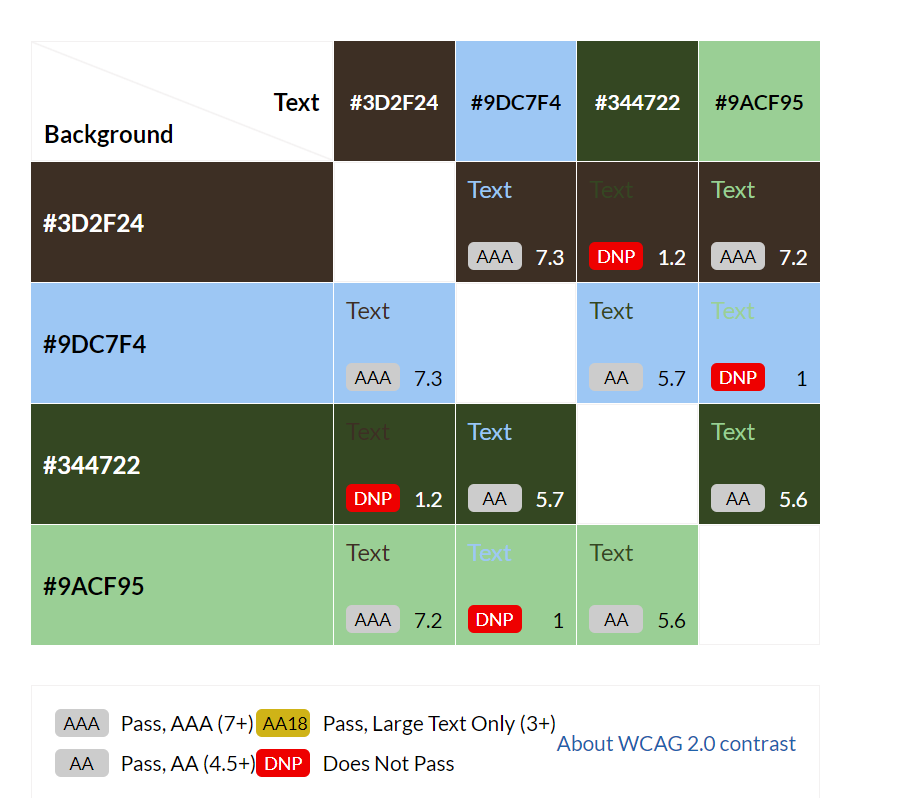 Text
Background
#3D2F24 #9DC7F4 #344722 #9ACF95
#3D2F24
Text Text Text
AAA 7.3 DNP 1.2 AAA 7.2
#9DC7F4
Text Text Text
AAA 7.3 AA 5.7 DNP 1
#344722
Text Text Text
DNP 1.2 AA 5.7 AA 5.6
#9ACF95
Text Text Text
AAA 7.2 DNP 1 AA 5.6
AAA Pass, AAA (7+) AA18 Pass, Large Text Only (3+)
AA Pass, AA (4.5+) DNP Does Not Pass
About WCAG 2.0 contrast